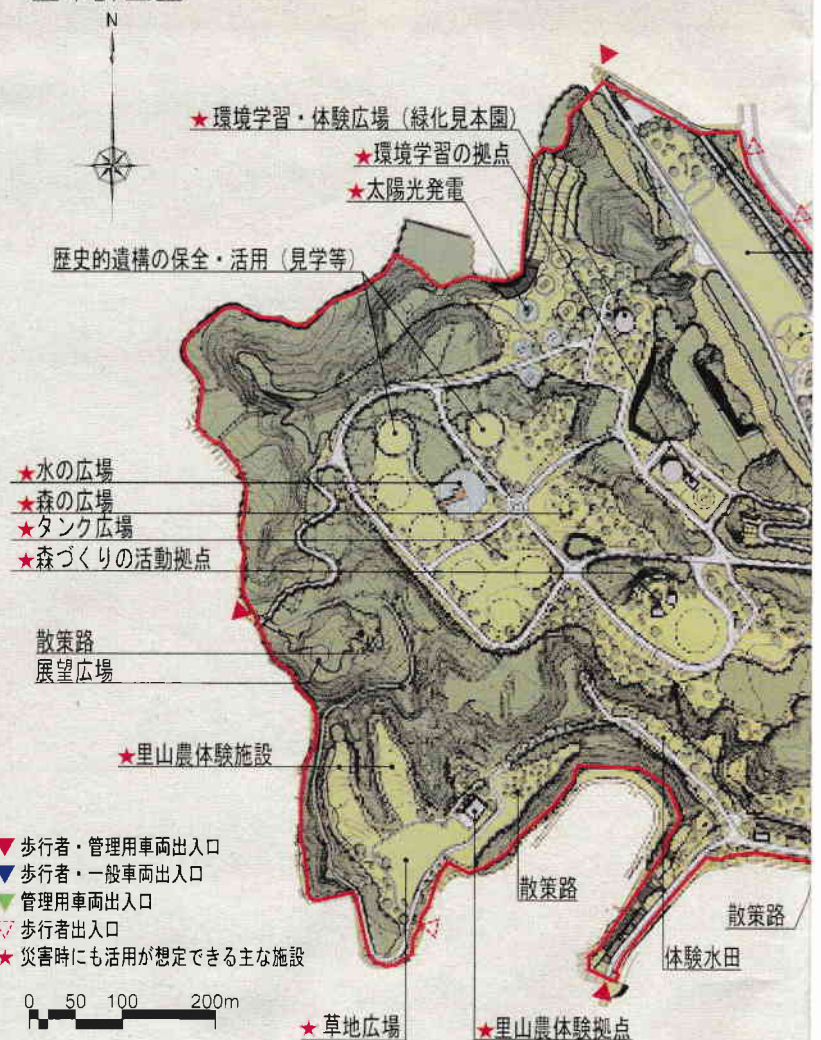 N
★環境学習・体験広場（緑化見本園）
★環境学習の拠点
★太陽光発電
歴史的遺構の保全・活用（見学等）
★水の広場
★森の広場
★タンク広場
★森づくりの活動拠点
散策路
展望広場
★里山農体験施設
▼歩行者・管理用車両出入口
▼歩行者・一般車両出入口
▼管理用車両出入口
▽歩行者出入口
★災害時にも活用が想定できる主な施設
散策路
散策路
体験水田
0 50 100 200m
★草地広場
★里山農体験拠点